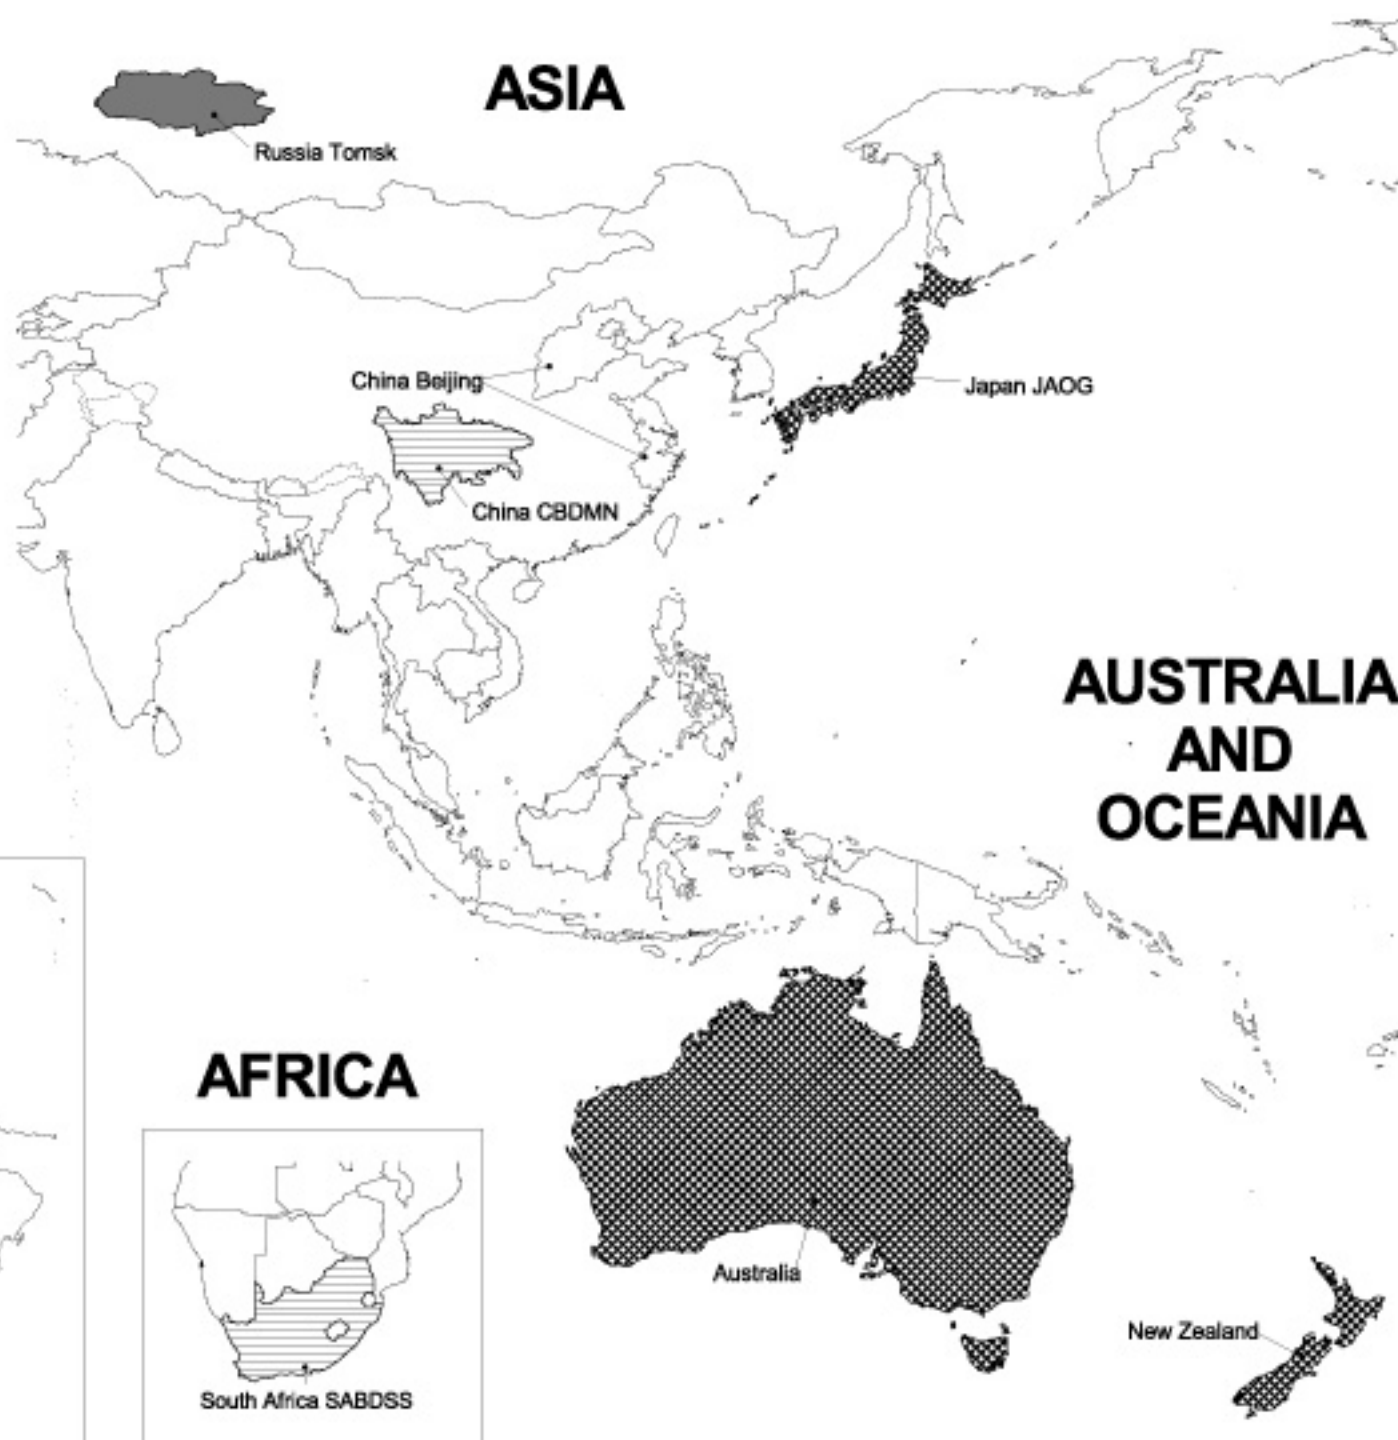 ASIA
Russia Tomsk
China Beijing
Japan JAOG
China CBDMN
AUSTRALIA
AND
OCEANIA
AFRICA
Australia
New Zealand
South Africa SABDSS